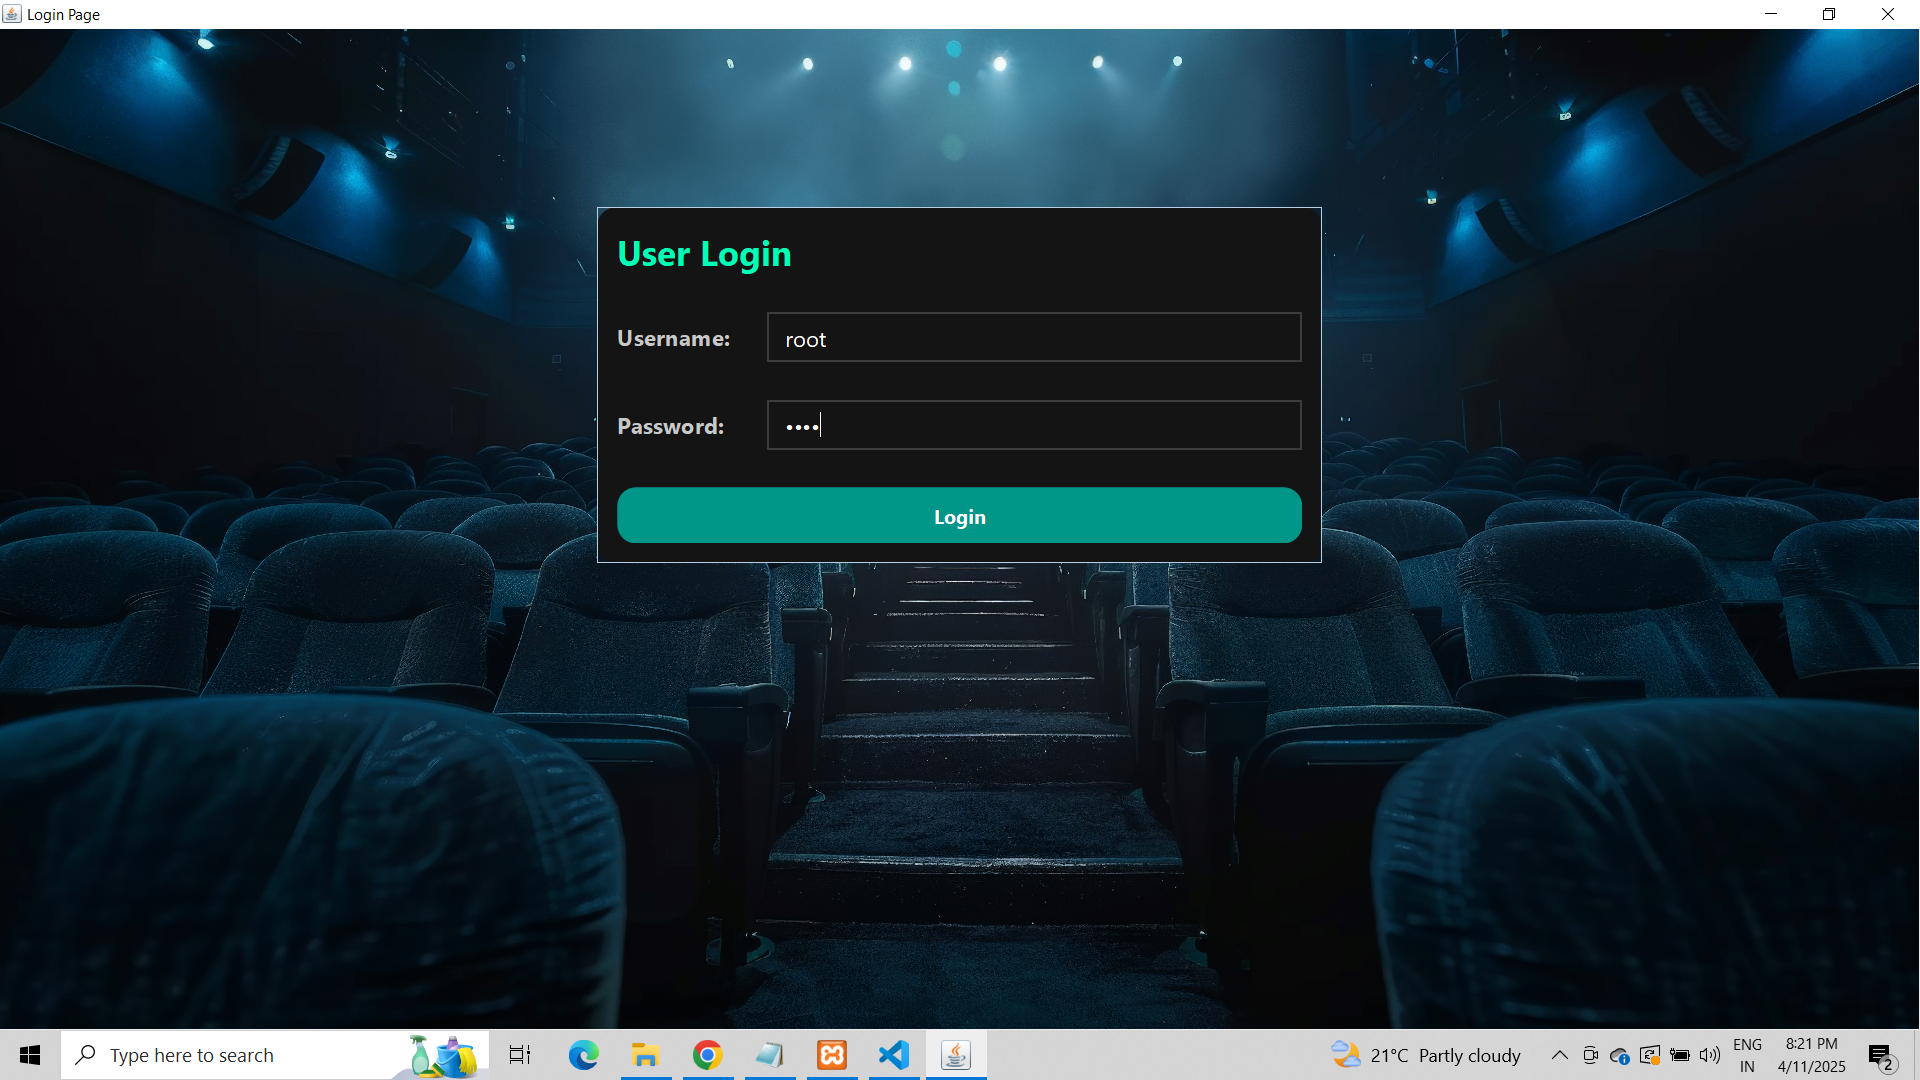 Login Page
User Login
Username:
root
Password:
••••
Login
Type here to search
21°C Partly cloudy
ENG
IN
8:21 PM
4/11/2025
2